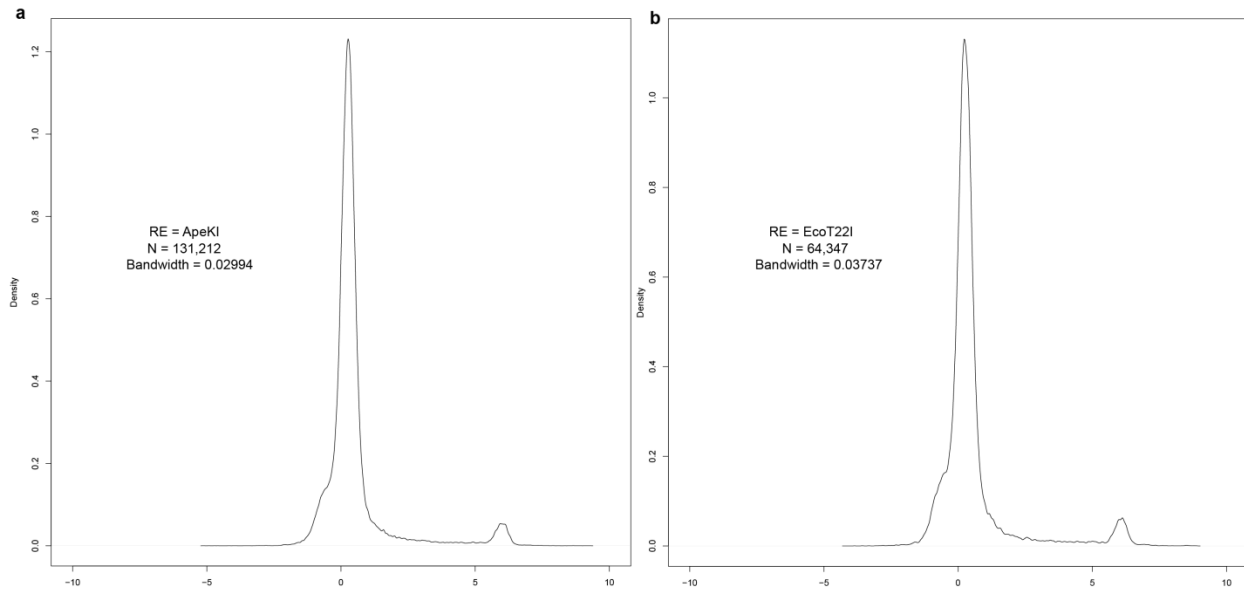 a
1.2
1.0
0.8
0.6
0.4
0.2
0.0
Density
RE = ApeKI
N = 131,212
Bandwidth = 0.02994
−10
−5
0
5
10
b
1.0
0.8
0.6
0.4
0.2
0.0
Density
RE = EcoT22I
N = 64,347
Bandwidth = 0.03737
−10
−5
0
5
10